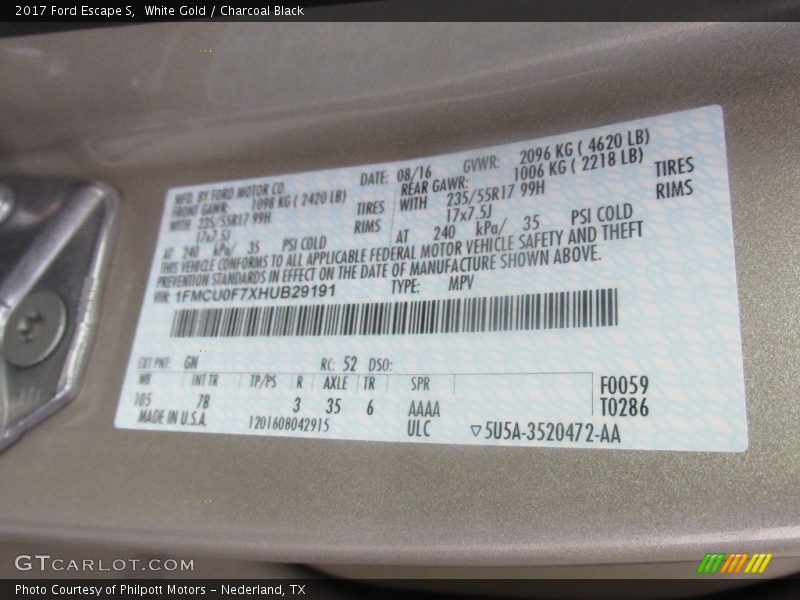 2017 Ford Escape S, White Gold / Charcoal Black
MFD. BY FORD MOTOR CO DATE: 08/16 GVWR: 2096 KG ( 4620 LB)
FRONT GAWR: 1098 KG ( 2420 LB) REAR GAWR: 1006 KG ( 2218 LB)
WITH 235/55R17 99H TIRES WITH 235/55R17 99H TIRES
17x7.5J RIMS 17x7.5J RIMS
AT 240 kPa/ 35 PSI COLD AT 240 kPa/ 35 PSI COLD
THIS VEHICLE CONFORMS TO ALL APPLICABLE FEDERAL MOTOR VEHICLE SAFETY AND THEFT
PREVENTION STANDARDS IN EFFECT ON THE DATE OF MANUFACTURE SHOWN ABOVE.
VIN: 1FMCU0F7XHUB29191 TYPE: MPV
EXT PNT: GN RC: 52 DSO:
WB INT TR TP/PS R AXLE TR SPR F0059
105 7B 3 35 6 AAAA T0286
MADE IN U.S.A. 1201608042915 ULC ▽5U5A-3520472-AA
GTCARLOT.COM
Photo Courtesy of Philpott Motors - Nederland, TX